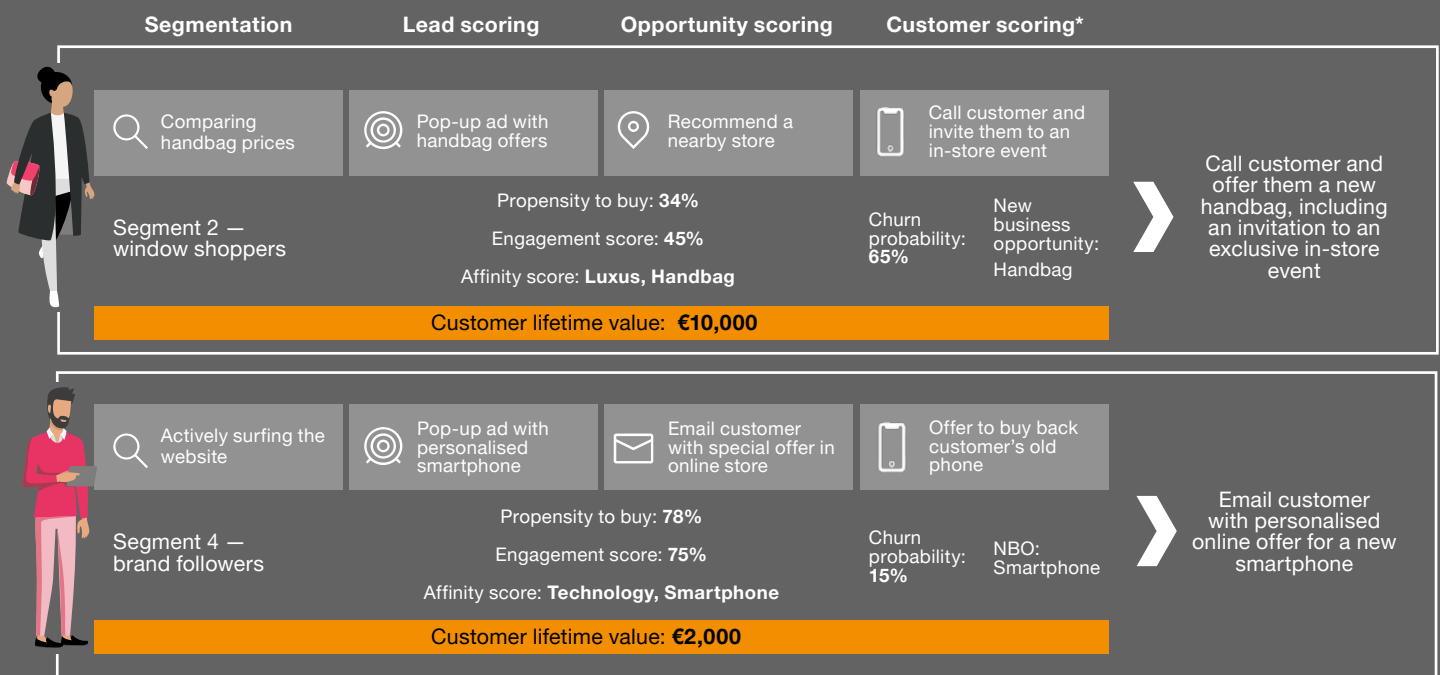 Segmentation
Lead scoring
Opportunity scoring
Customer scoring*
Comparing
handbag prices
Pop-up ad with
handbag offers
Recommend a
nearby store
Call customer and
invite them to an
in-store event
Segment 2 —
window shoppers
Propensity to buy: 34%
Engagement score: 45%
Affinity score: Luxus, Handbag
Churn
probability:
65%
New
business
opportunity:
Handbag
Customer lifetime value: €10,000
Call customer and
offer them a new
handbag, including
an invitation to an
exclusive in-store
event
Actively surfing the
website
Pop-up ad with
personalised
smartphone
Email customer
with special offer in
online store
Offer to buy back
customer's old
phone
Segment 4 —
brand followers
Propensity to buy: 78%
Engagement score: 75%
Affinity score: Technology, Smartphone
Churn
probability:
15%
NBO:
Smartphone
Customer lifetime value: €2,000
Email customer
with personalised
online offer for a new
smartphone